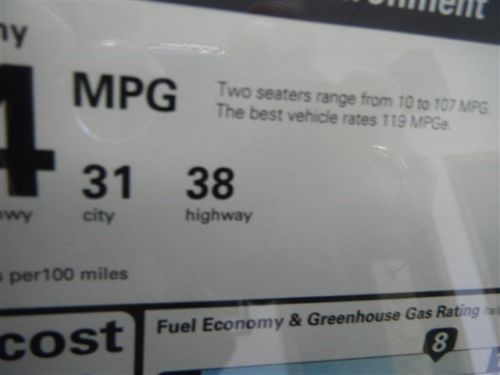 4 MPG
Two seaters range from 10 to 107 MPG.
The best vehicle rates 119 MPGe.
31 38
city highway
per100 miles
cost
Fuel Economy & Greenhouse Gas Rating
8